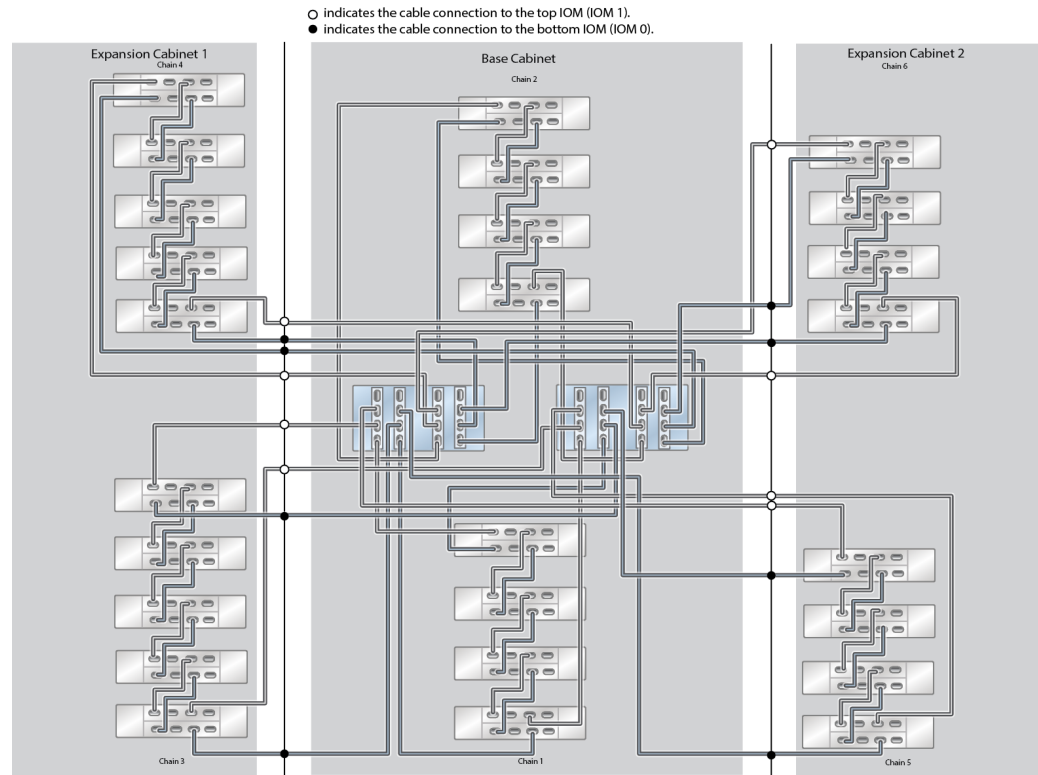 indicates the cable connection to the top IOM (IOM 1).
indicates the cable connection to the bottom IOM (IOM 0).
Expansion Cabinet 1
Chain 4
Base Cabinet
Chain 2
Expansion Cabinet 2
Chain 6
Chain 3
Chain 1
Chain 5